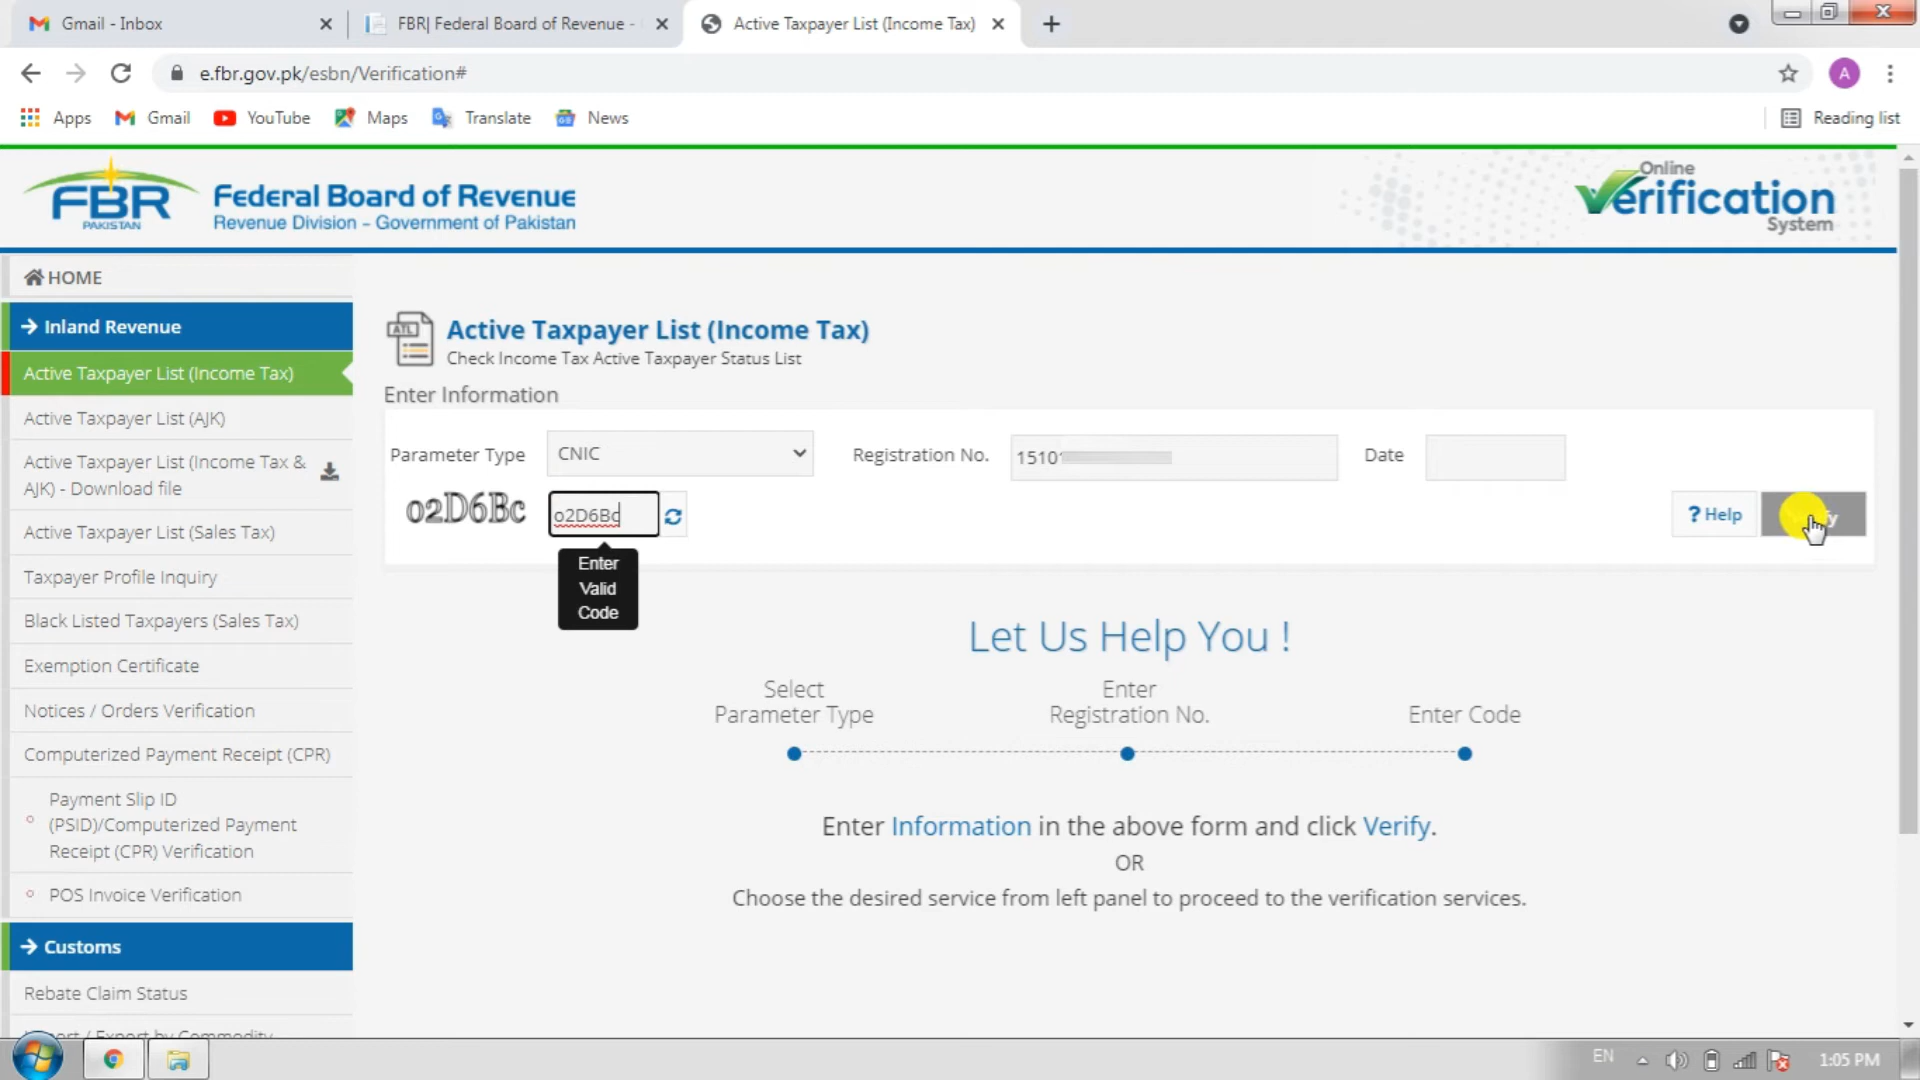 Gmail - Inbox
FBR| Federal Board of Revenue -
Active Taxpayer List (Income Tax)
e.fbr.gov.pk/esbn/Verification#
A
Apps
Gmail
YouTube
Maps
Translate
News
Reading list
FBR
PAKISTAN
Federal Board of Revenue
Revenue Division – Government of Pakistan
Online
Verification
System
HOME
Inland Revenue
Active Taxpayer List (Income Tax)
Active Taxpayer List (AJK)
Active Taxpayer List (Income Tax &
AJK) - Download file
Active Taxpayer List (Sales Tax)
Taxpayer Profile Inquiry
Black Listed Taxpayers (Sales Tax)
Exemption Certificate
Notices / Orders Verification
Computerized Payment Receipt (CPR)
Payment Slip ID
(PSID)/Computerized Payment
Receipt (CPR) Verification
POS Invoice Verification
Customs
Rebate Claim Status
ATL
Active Taxpayer List (Income Tax)
Check Income Tax Active Taxpayer Status List
Enter Information
Parameter Type
CNIC
Registration No.
1510
Date
o2D6Bc
o2D6Bc
? Help
Enter
Valid
Code
Let Us Help You !
Select
Parameter Type
Enter
Registration No.
Enter Code
Enter Information in the above form and click Verify.
OR
Choose the desired service from left panel to proceed to the verification services.
EN
1:05 PM